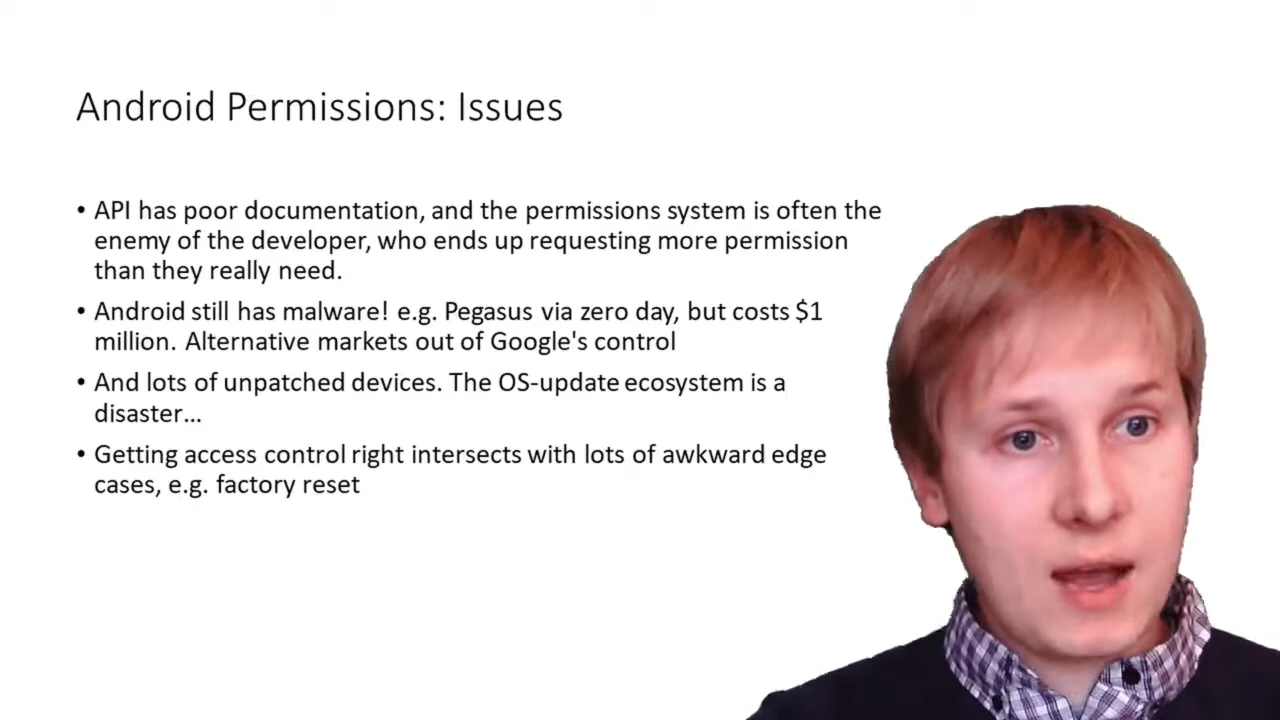 Android Permissions: Issues
• API has poor documentation, and the permissions system is often the
enemy of the developer, who ends up requesting more permission
than they really need.
• Android still has malware! e.g. Pegasus via zero day, but costs $1
million. Alternative markets out of Google's control
• And lots of unpatched devices. The OS-update ecosystem is a
disaster…
• Getting access control right intersects with lots of awkward edge
cases, e.g. factory reset